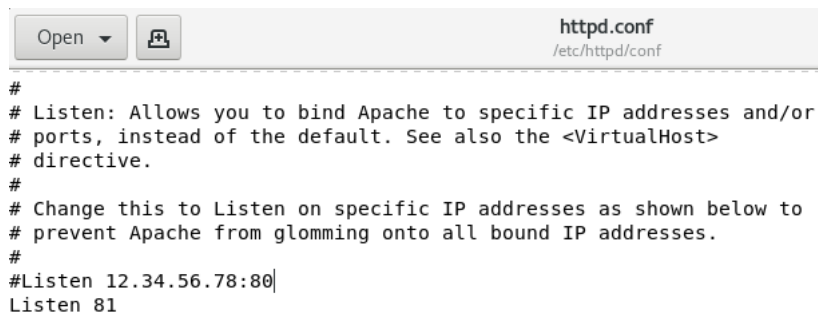 Open
httpd.conf
/etc/httpd/conf
#
# Listen: Allows you to bind Apache to specific IP addresses and/or
# ports, instead of the default. See also the <VirtualHost>
# directive.
#
# Change this to Listen on specific IP addresses as shown below to
# prevent Apache from glomming onto all bound IP addresses.
#
#Listen 12.34.56.78:80
Listen 81